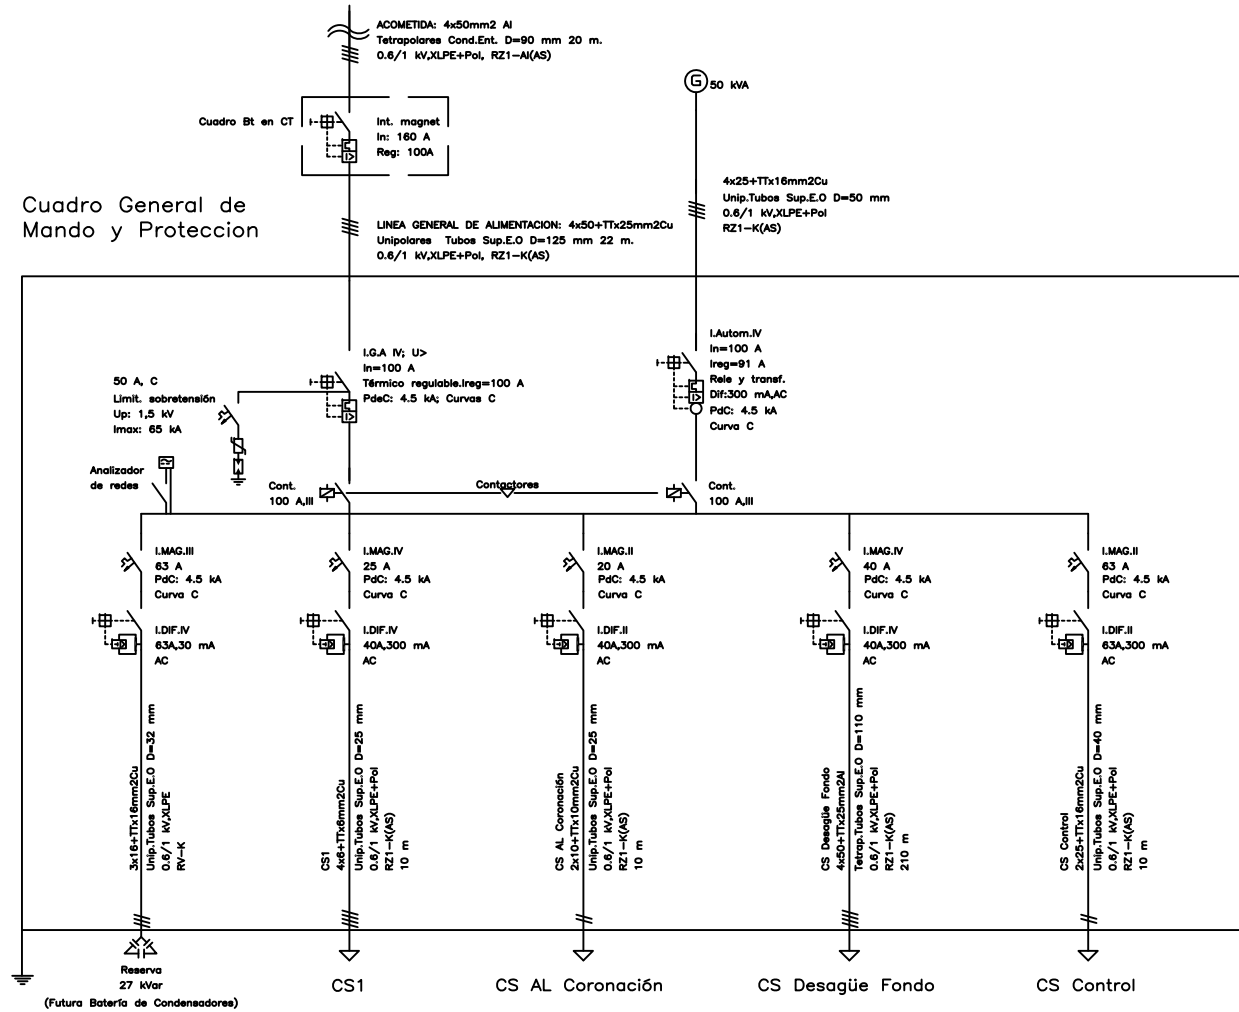 ACOMETIDA: 4x50mm2 Al
Tetrapolares Cond.Ent. D=90 mm 20 m.
0.6/1 kV,XLPE+Pol, RZ1-Al(AS)
G
50 kVA
Cuadro Bt en CT
Int. magnet
In: 160 A
Reg: 100A
4x25+TTx16mm2Cu
Unip.Tubos Sup.E.O D=50 mm
0.6/1 kV,XLPE+Pol
RZ1-K(AS)
Cuadro General de
Mando y Proteccion
LINEA GENERAL DE ALIMENTACION: 4x50+TTx25mm2Cu
Unipolares Tubos Sup.E.O D=125 mm 22 m.
0.6/1 kV,XLPE+Pol, RZ1-K(AS)
I.G.A IV; U>
In=100 A
Térmico regulable.Ireg=100 A
PdeC: 4.5 kA; Curvas C
I.Autom.IV
In=100 A
Ireg=91 A
Rele y transf.
Dif:300 mA,AC
PdC: 4.5 kA
Curva C
50 A, C
Limit. sobretensión
Up: 1,5 kV
Imax: 65 kA
Analizador
de redes
Cont.
100 A,III
Contactores
Cont.
100 A,III
I.MAG.III
63 A
PdC: 4.5 kA
Curva C
I.DIF.IV
63A,30 mA
AC
I.MAG.IV
25 A
PdC: 4.5 kA
Curva C
I.DIF.IV
40A,300 mA
AC
I.MAG.II
20 A
PdC: 4.5 kA
Curva C
I.DIF.II
40A,300 mA
AC
I.MAG.IV
40 A
PdC: 4.5 kA
Curva C
I.DIF.IV
40A,300 mA
AC
I.MAG.II
63 A
PdC: 4.5 kA
Curva C
I.DIF.II
63A,300 mA
AC
3x16+TTx16mm2Cu
Unip.Tubos Sup.E.O D=32 mm
0.6/1 kV,XLPE
RV-K
CS1
4x6+TTx6mm2Cu
Unip.Tubos Sup.E.O D=25 mm
0.6/1 kV,XLPE+Pol
RZ1-K(AS)
10 m
CS AL Coronación
2x10+TTx10mm2Cu
Unip.Tubos Sup.E.O D=25 mm
0.6/1 kV,XLPE+Pol
RZ1-K(AS)
10 m
CS Desagüe Fondo
4x50+TTx25mm2Al
Tetrap.Tubos Sup.E.O D=110 mm
0.6/1 kV,XLPE+Pol
RZ1-K(AS)
210 m
CS Control
2x25+TTx16mm2Cu
Unip.Tubos Sup.E.O D=40 mm
0.6/1 kV,XLPE+Pol
RZ1-K(AS)
10 m
Reserva
27 kVar
(Futura Batería de Condensadores)
CS1
CS AL Coronación
CS Desagüe Fondo
CS Control